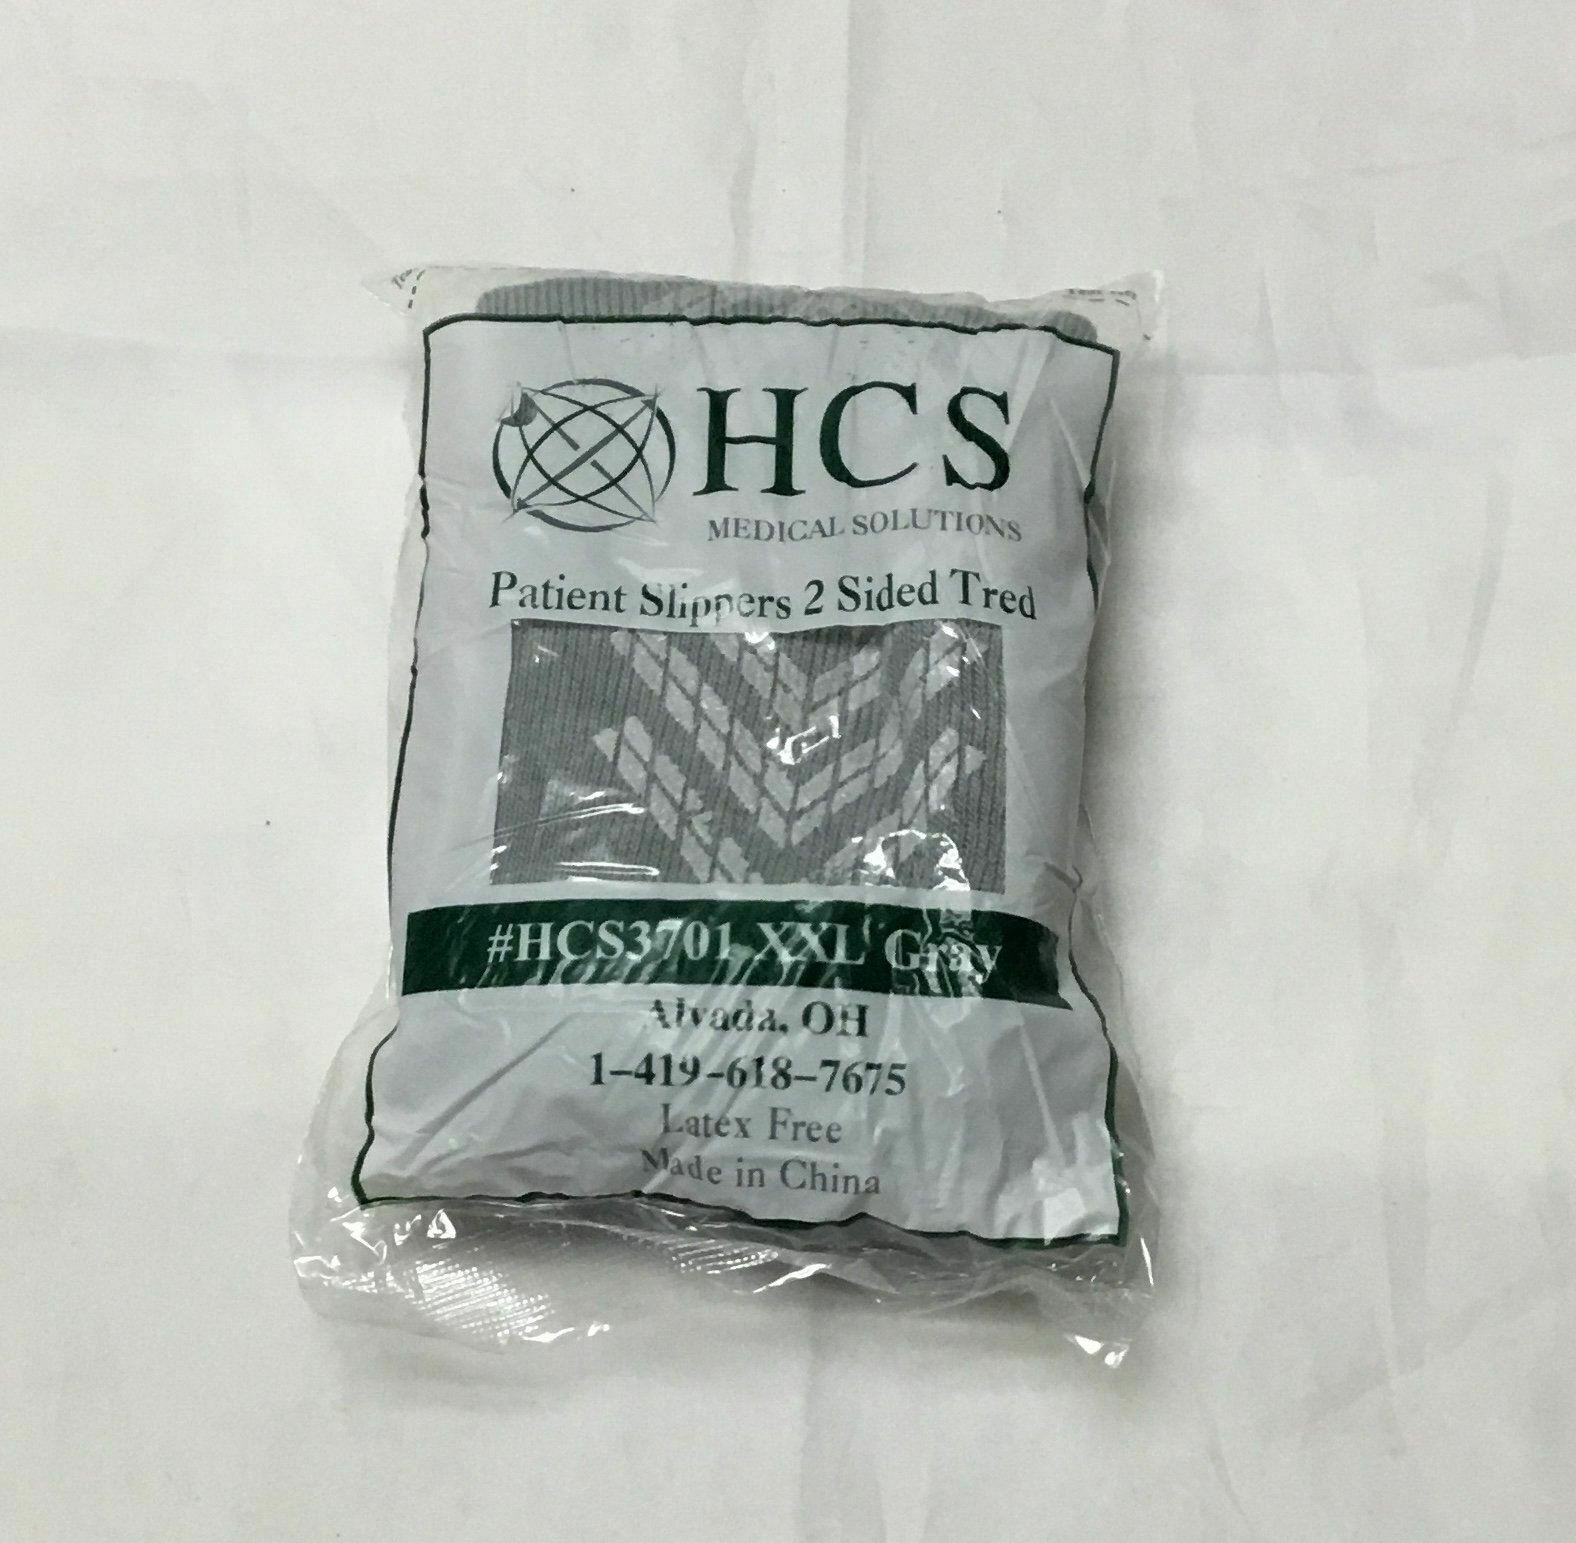 HCS
MEDICAL SOLUTIONS
Patient Slippers 2 Sided Tred
#HCS3701 XXL Gray
Alvada, OH
1-419-618-7675
Latex Free
Made in China